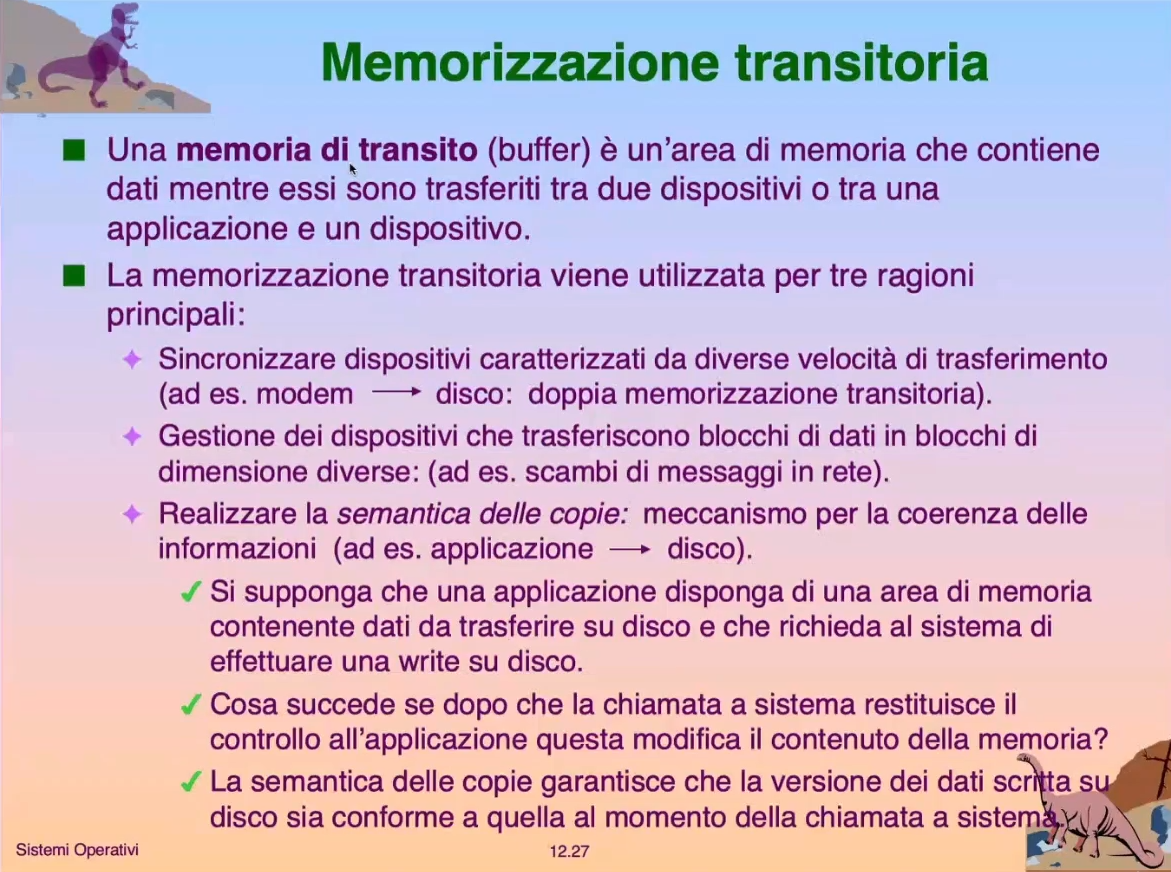 Memorizzazione transitoria
Una memoria di transito (buffer) è un'area di memoria che contiene
dati mentre essi sono trasferiti tra due dispositivi o tra una
applicazione e un dispositivo.
La memorizzazione transitoria viene utilizzata per tre ragioni
principali:
Sincronizzare dispositivi caratterizzati da diverse velocità di trasferimento
(ad es. modem → disco: doppia memorizzazione transitoria).
Gestione dei dispositivi che trasferiscono blocchi di dati in blocchi di
dimensione diverse: (ad es. scambi di messaggi in rete).
Realizzare la semantica delle copie: meccanismo per la coerenza delle
informazioni (ad es. applicazione → disco).
Si supponga che una applicazione disponga di una area di memoria
contenente dati da trasferire su disco e che richieda al sistema di
effettuare una write su disco.
Cosa succede se dopo che la chiamata a sistema restituisce il
controllo all'applicazione questa modifica il contenuto della memoria?
La semantica delle copie garantisce che la versione dei dati scritta su
disco sia conforme a quella al momento della chiamata a sistema.
Sistemi Operativi
12.27